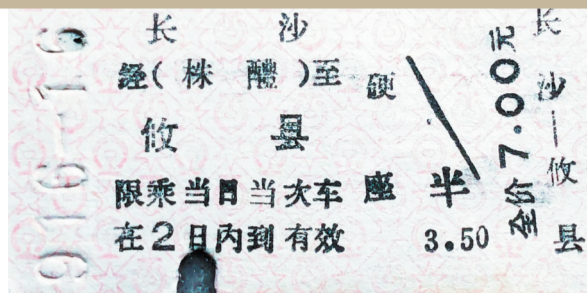 长 沙
经(株 醴)至
攸 县
硬座
限乘当日当次车
在2日内到有效
半
3.50
全价7.00元
长沙—攸县